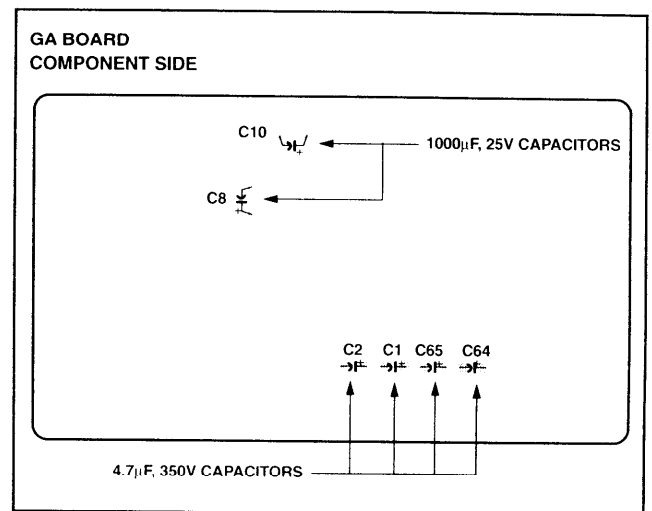 GA BOARD
COMPONENT SIDE
C10
1000µF, 25V CAPACITORS
C8
C2 C1 C65 C64
4.7µF, 350V CAPACITORS